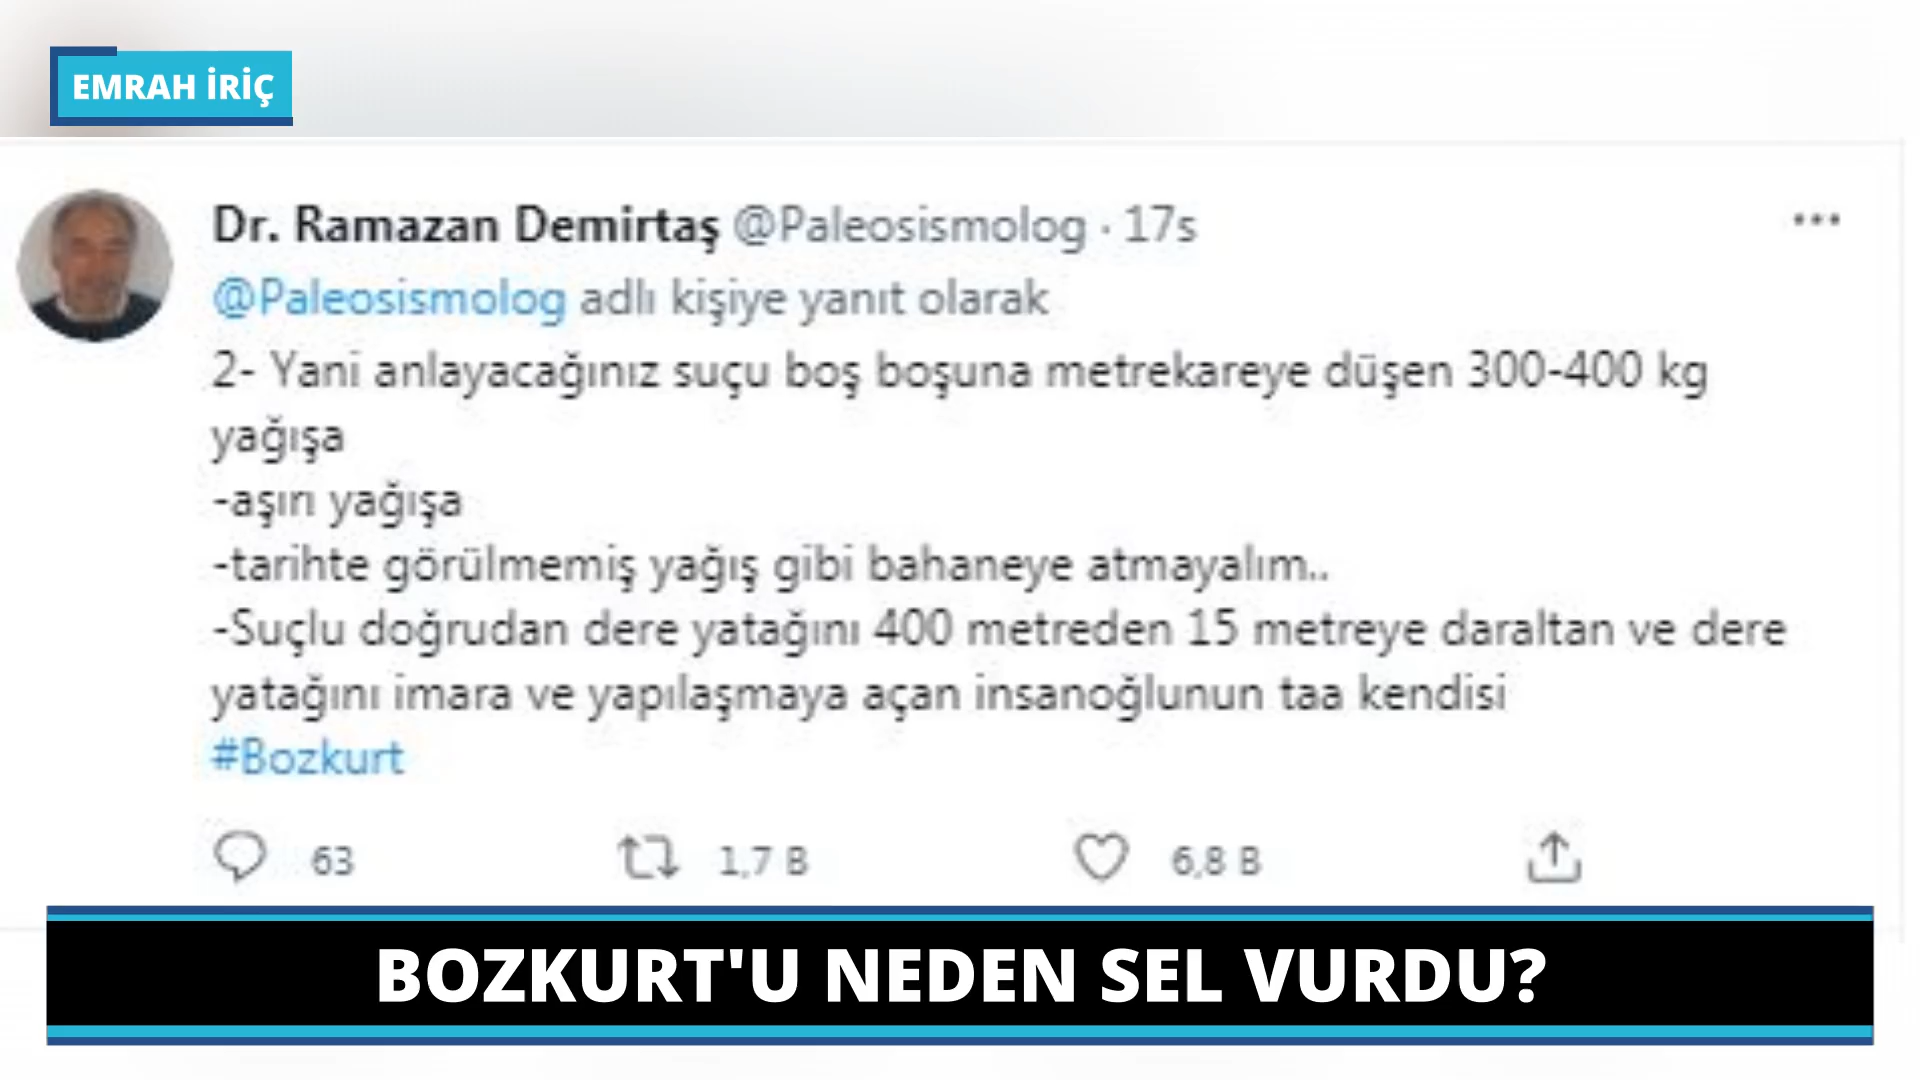 EMRAH İRİÇ
Dr. Ramazan Demirtaş @Paleosismolog · 17s
@Paleosismolog adlı kişiye yanıt olarak
2- Yani anlayacağınız suçu boş boşuna metrekareye düşen 300-400 kg
yağışa
-aşırı yağışa
-tarihte görülmemiş yağış gibi bahaneye atmayalım..
-Suçlu doğrudan dere yatağını 400 metreden 15 metreye daraltan ve dere
yatağını imara ve yapılaşmaya açan insanoğlunun taa kendisi
#Bozkurt
63 1,7 B 6,8 B
BOZKURT'U NEDEN SEL VURDU?